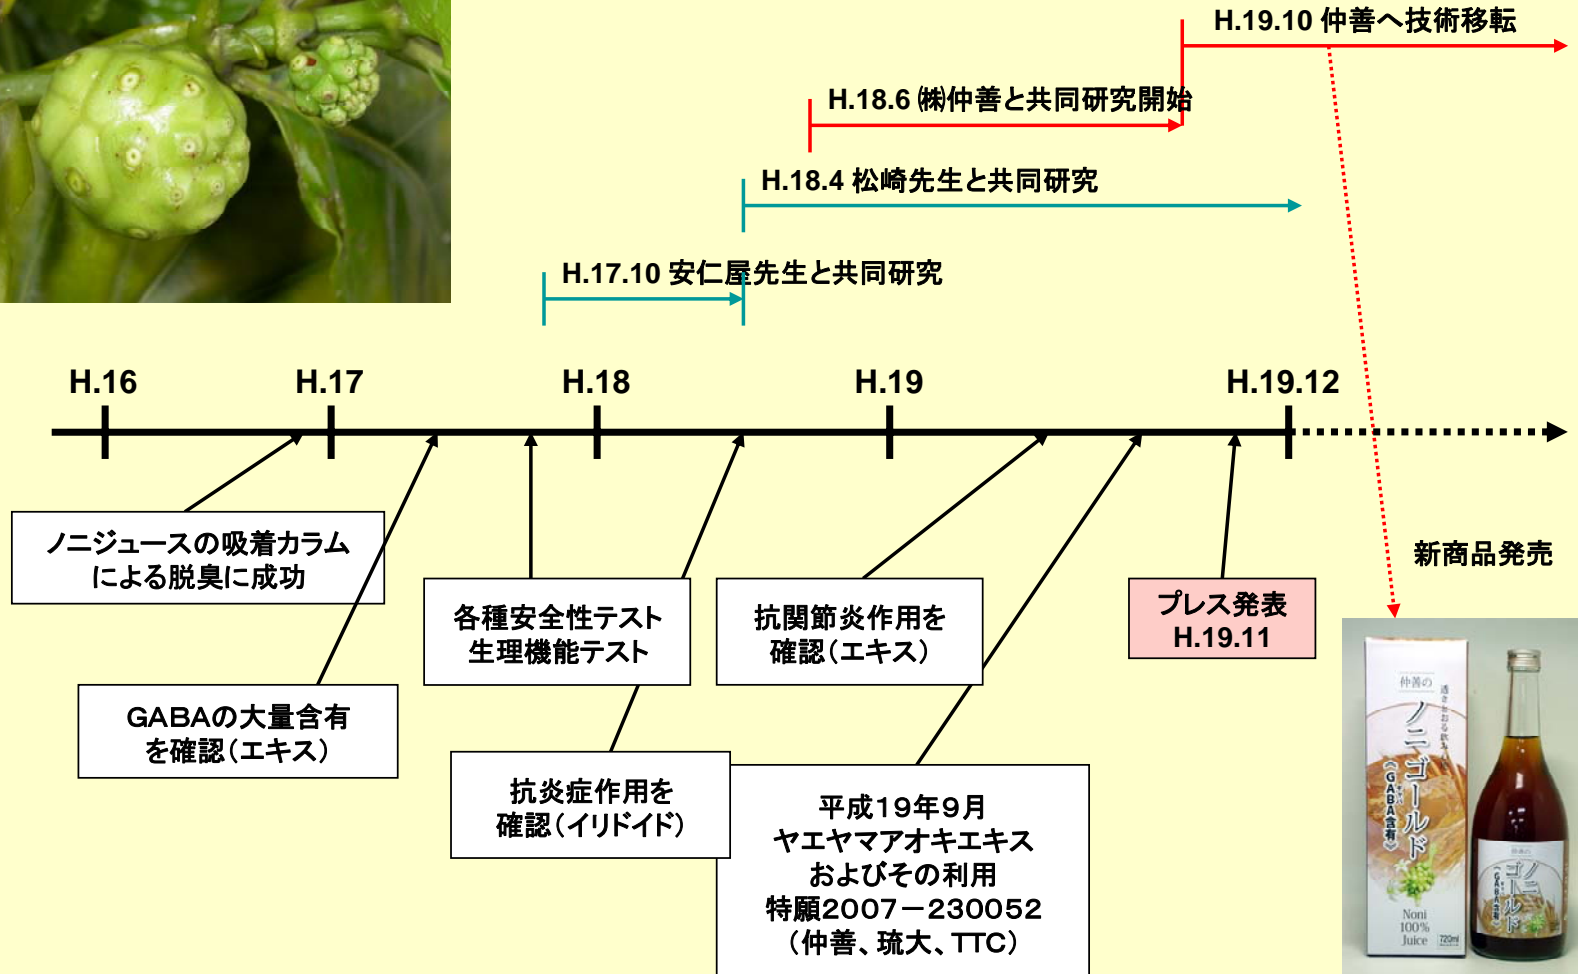 H.19.10 仲善へ技術移転
H.18.6 ㈱仲善と共同研究開始
H.18.4 松崎先生と共同研究
H.17.10 安仁屋先生と共同研究
H.16
H.17
H.18
H.19
H.19.12
ノニジュースの吸着カラム
による脱臭に成功
GABAの大量含有
を確認（エキス）
各種安全性テスト
生理機能テスト
抗炎症作用を
確認（イリドイド）
抗関節炎作用を
確認（エキス）
平成１９年９月
ヤエヤマアオキエキス
およびその利用
特願２００７－２３００５２
（仲善、琉大、ＴＴＣ）
プレス発表
H.19.11
新商品発売
仲善の
ノニゴールド
《GABA含有》
Noni
100%
Juice
720ml
ノニ
ゴールド
《GABA含有》